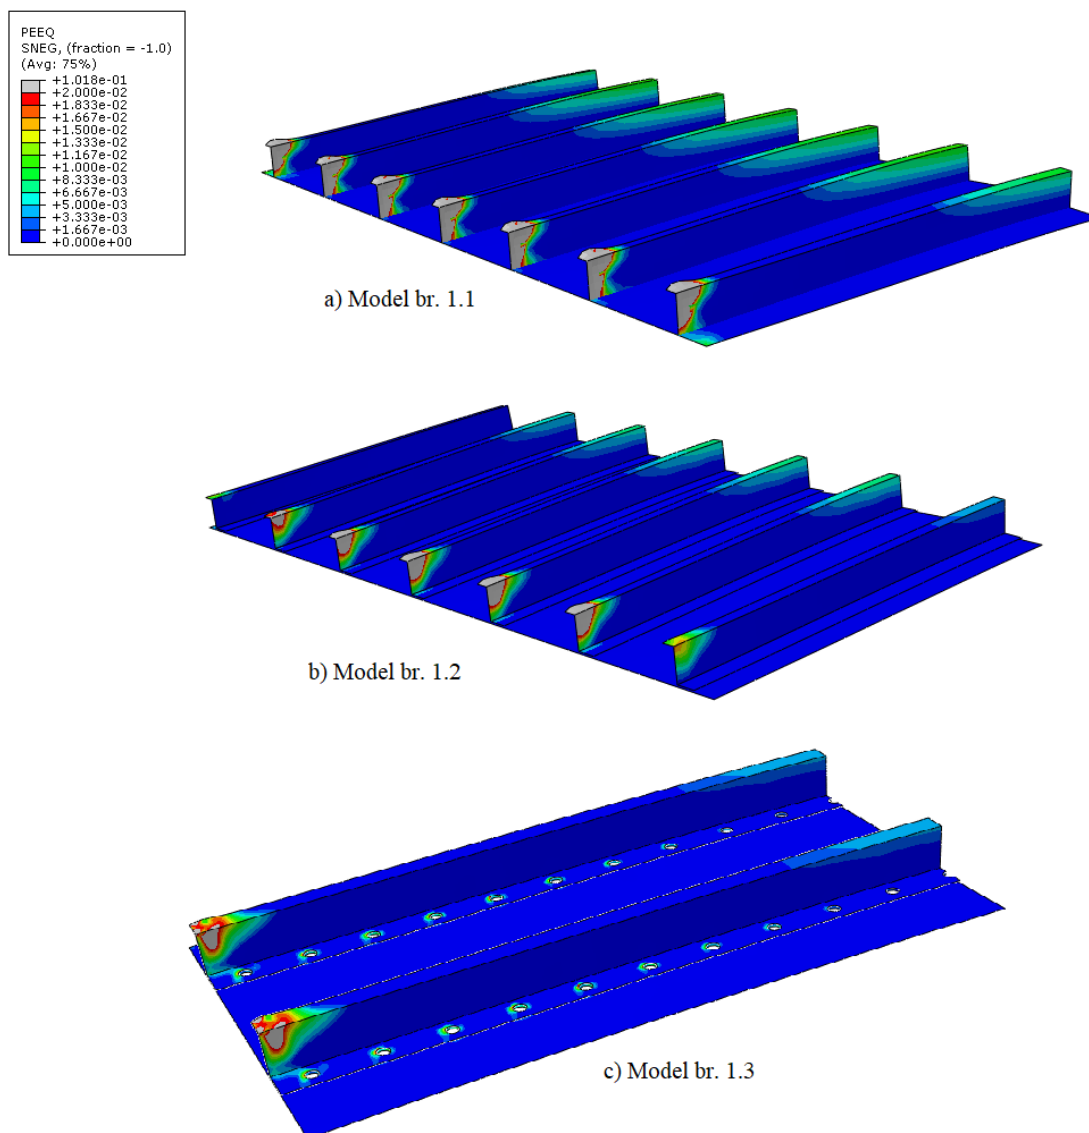 PEEQ
SNEG, (fraction = -1.0)
(Avg: 75%)
+1.018e-01
+2.000e-02
+1.833e-02
+1.667e-02
+1.500e-02
+1.333e-02
+1.167e-02
+1.000e-02
+8.333e-03
+6.667e-03
+5.000e-03
+3.333e-03
+1.667e-03
+0.000e+00
a) Model br. 1.1
b) Model br. 1.2
c) Model br. 1.3